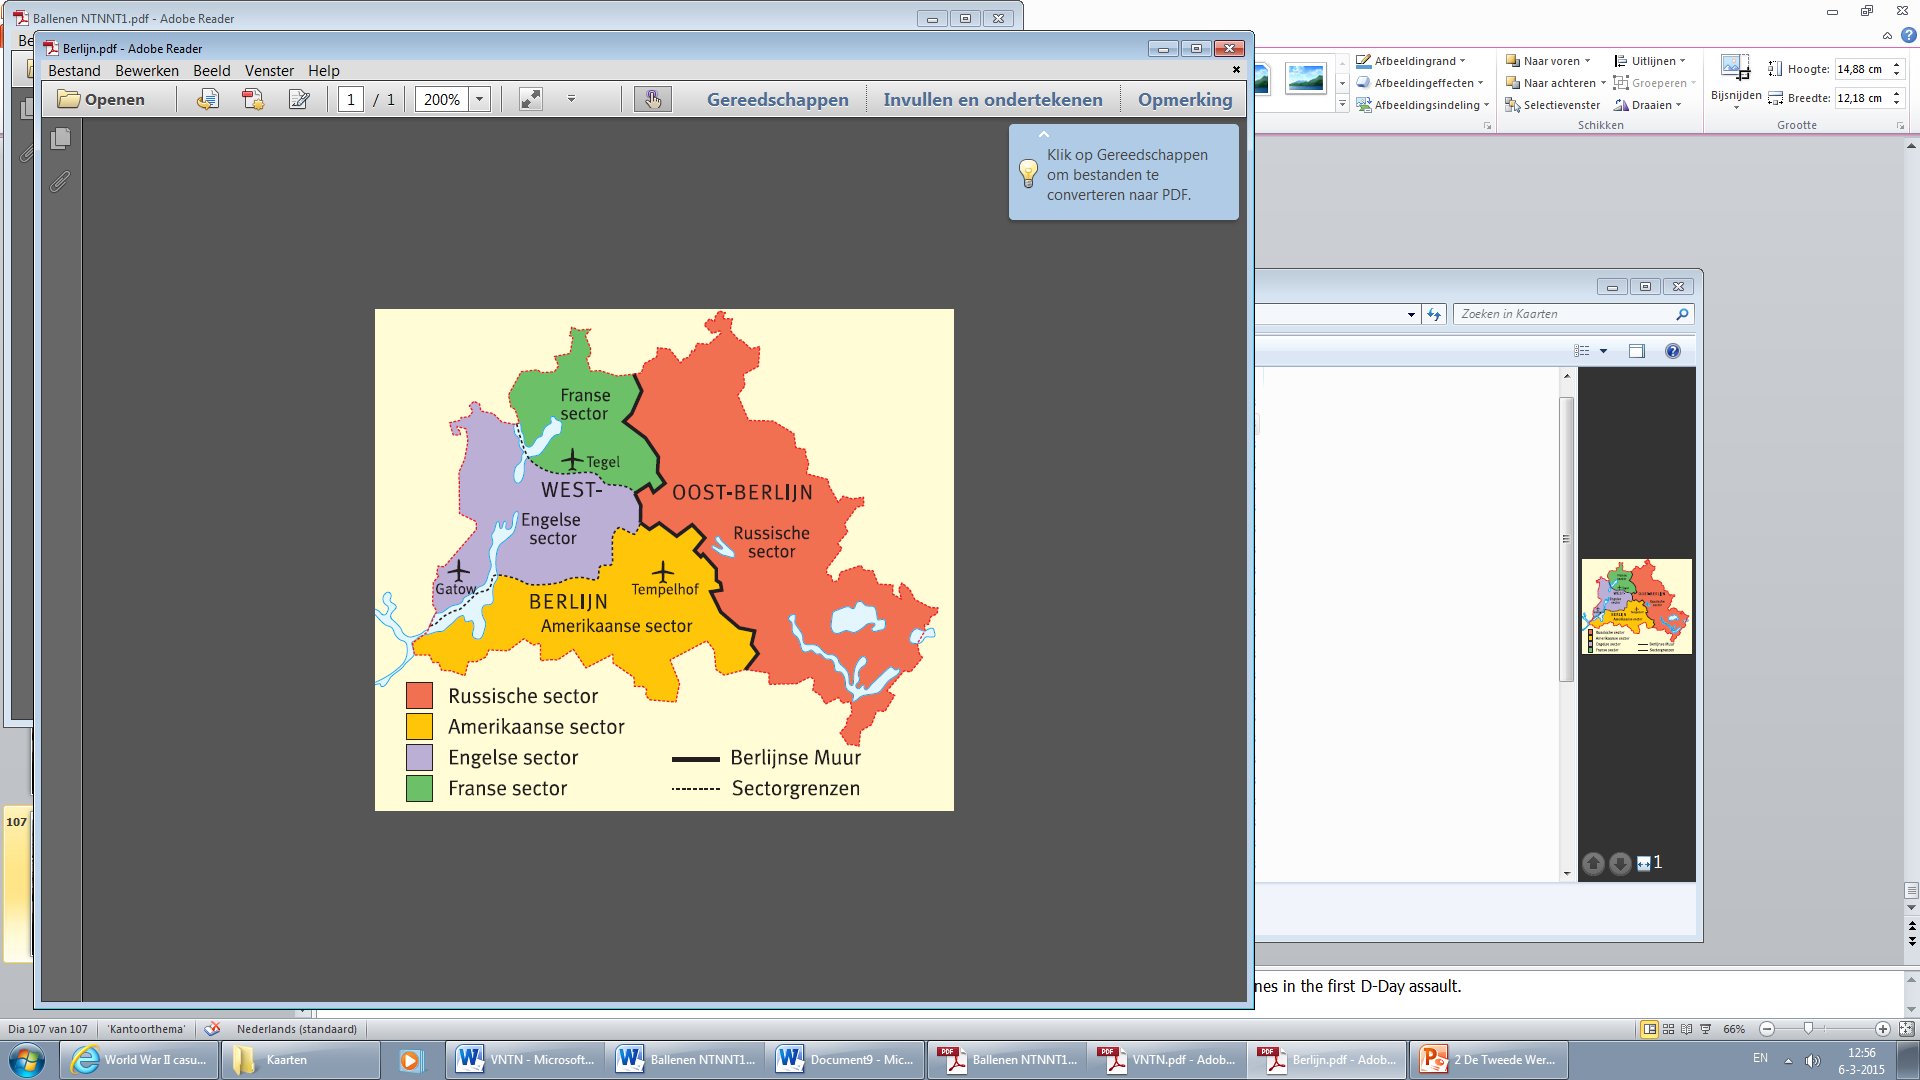 Ballenen NTNNT1.pdf - Adobe Reader
Be
Berlijn.pdf - Adobe Reader
Bestand Bewerken Beeld Venster Help
Openen
1 / 1
200%
Gereedschappen
Invullen en ondertekenen
Opmerking
Klik op Gereedschappen
om bestanden te
converteren naar PDF.
Afbeeldingrand
Afbeeldingeffecten
Afbeeldingsindeling
Naar voren
Naar achteren
Selectievenster
Uitlijnen
Groeperen
Draaien
Schikken
Bijsnijden
Hoogte: 14,88 cm
Breedte: 12,18 cm
Grootte
Zoeken in Kaarten
Franse
sector
Tegel
WEST-
OOST-BERLIJN
Engelse
sector
Russische
sector
Gatow
Tempelhof
BERLIJN
Amerikaanse sector
Russische sector
Amerikaanse sector
Engelse sector
Franse sector
Berlijnse Muur
Sectorgrenzen
1
107
nes in the first D-Day assault.
Dia 107 van 107
'Kantoorthema'
Nederlands (standaard)
66%
World War II casu...
Kaarten
VNTN - Microsoft...
Ballenen NTNNT1...
Document9 - Mic...
Ballenen NTNNT1...
VNTN.pdf - Adob...
Berlijn.pdf - Adob...
2 De Tweede Wer...
EN
12:56
6-3-2015